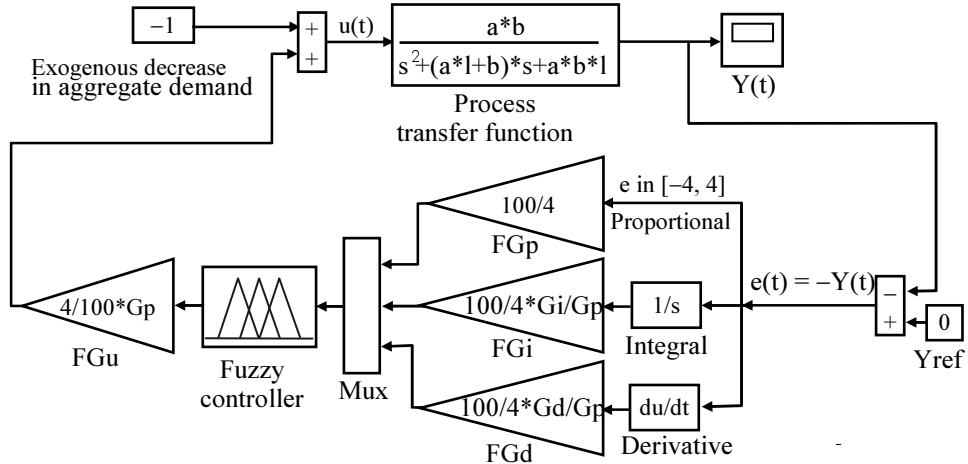 −1
Exogenous decrease
in aggregate demand
+
+
u(t)
a*b
s²+(a*l+b)*s+a*b*l
Process
transfer function
Y(t)
e in [−4, 4]
Proportional
100/4
FGp
4/100*Gp
FGu
Fuzzy
controller
Mux
100/4*Gi/Gp
FGi
1/s
Integral
e(t) = −Y(t)
−
+
0
Yref
100/4*Gd/Gp
FGd
du/dt
Derivative